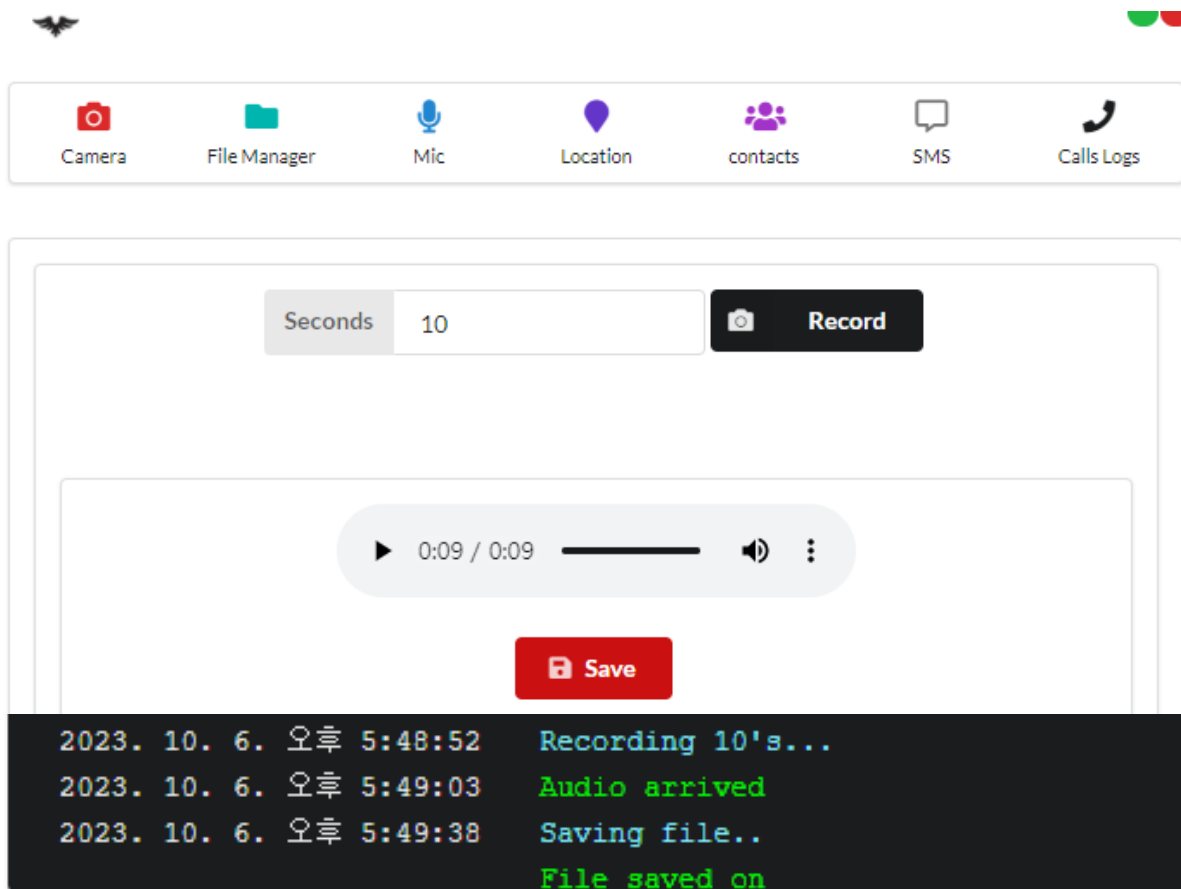 Camera File Manager Mic Location contacts SMS Calls Logs
Seconds 10 Record
0:09 / 0:09
Save
2023. 10. 6. 오후 5:48:52 Recording 10's...
2023. 10. 6. 오후 5:49:03 Audio arrived
2023. 10. 6. 오후 5:49:38 Saving file..
File saved on